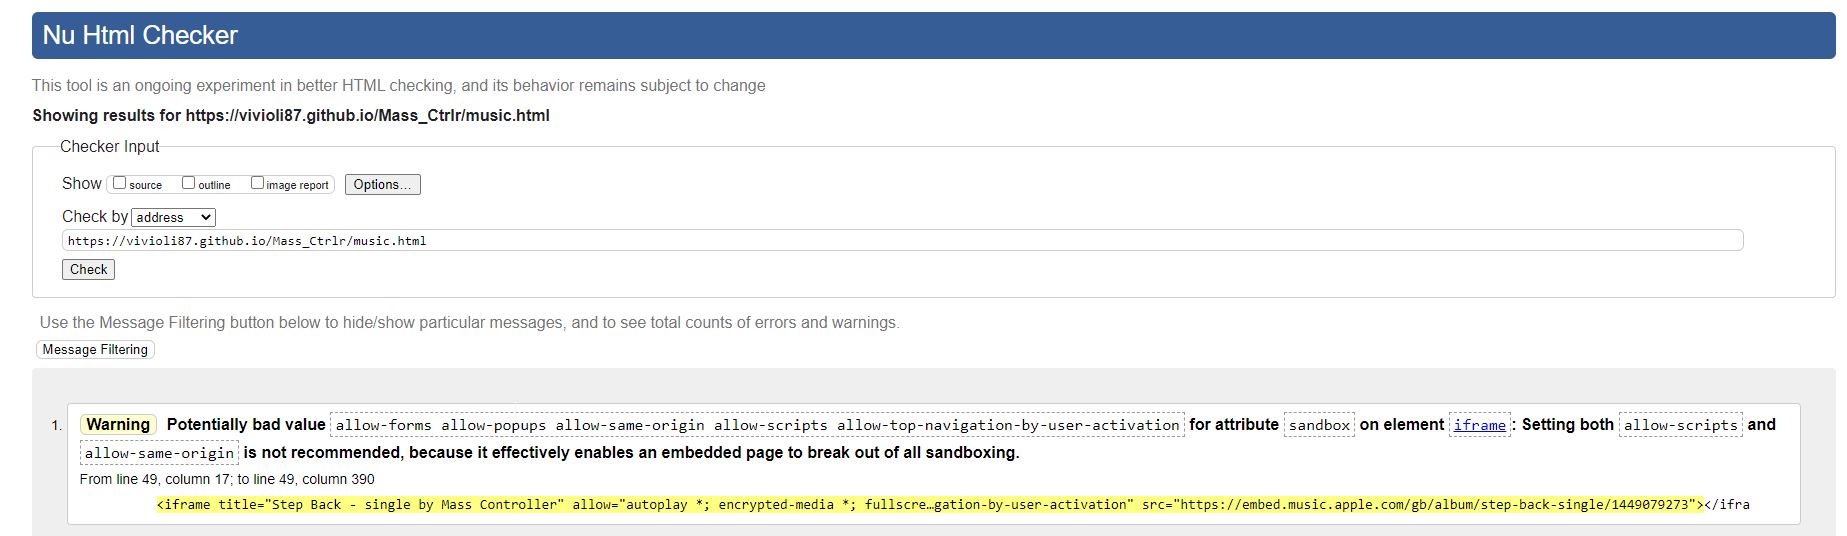 Nu Html Checker
This tool is an ongoing experiment in better HTML checking, and its behavior remains subject to change
Showing results for https://vivioli87.github.io/Mass_Ctrlr/music.html
Checker Input
Show source outline image report Options...
Check by address
https://vivioli87.github.io/Mass_Ctrlr/music.html
Check
Use the Message Filtering button below to hide/show particular messages, and to see total counts of errors and warnings.
Message Filtering
1. Warning Potentially bad value allow-forms allow-popups allow-same-origin allow-scripts allow-top-navigation-by-user-activation for attribute sandbox on element iframe: Setting both allow-scripts and
allow-same-origin is not recommended, because it effectively enables an embedded page to break out of all sandboxing.
From line 49, column 17; to line 49, column 390
<iframe title="Step Back - single by Mass Controller" allow="autoplay *; encrypted-media *; fullscre…gation-by-user-activation" src="https://embed.music.apple.com/gb/album/step-back-single/1449079273"></ifra